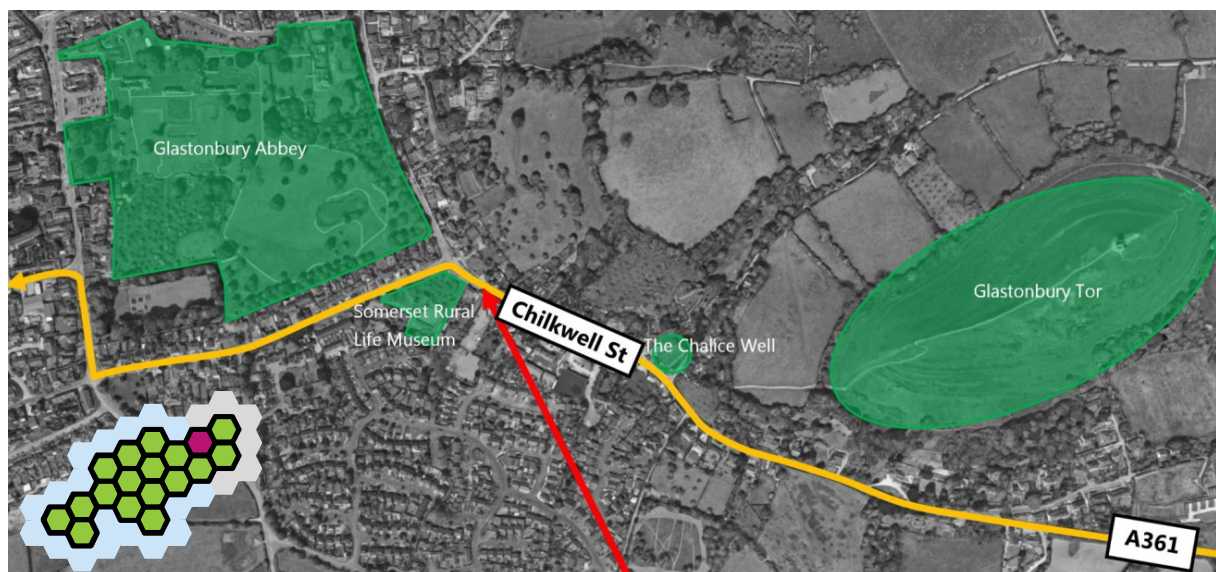 Glastonbury Abbey
Glastonbury Tor
Somerset Rural
Life Museum
Chilkwell St
The Chalice Well
A361